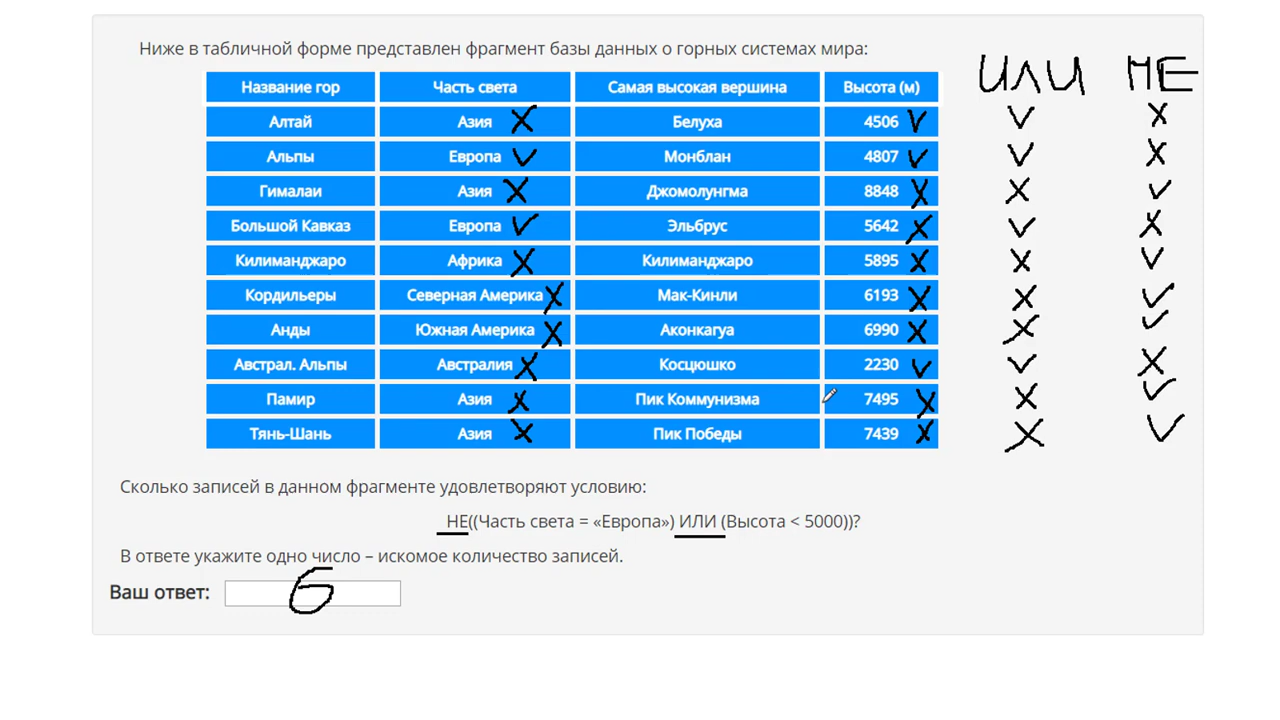 Ниже в табличной форме представлен фрагмент базы данных о горных системах мира:
ИЛИ НЕ
Название гор Часть света Самая высокая вершина Высота (м)
Алтай Азия Белуха 4506
Альпы Европа Монблан 4807
Гималаи Азия Джомолунгма 8848
Большой Кавказ Европа Эльбрус 5642
Килиманджаро Африка Килиманджаро 5895
Кордильеры Северная Америка Мак-Кинли 6193
Анды Южная Америка Аконкагуа 6990
Австрал. Альпы Австралия Косцюшко 2230
Памир Азия Пик Коммунизма 7495
Тянь-Шань Азия Пик Победы 7439
Сколько записей в данном фрагменте удовлетворяют условию:
НЕ((Часть света = «Европа») ИЛИ (Высота < 5000))?
В ответе укажите одно число – искомое количество записей.
Ваш ответ: 6